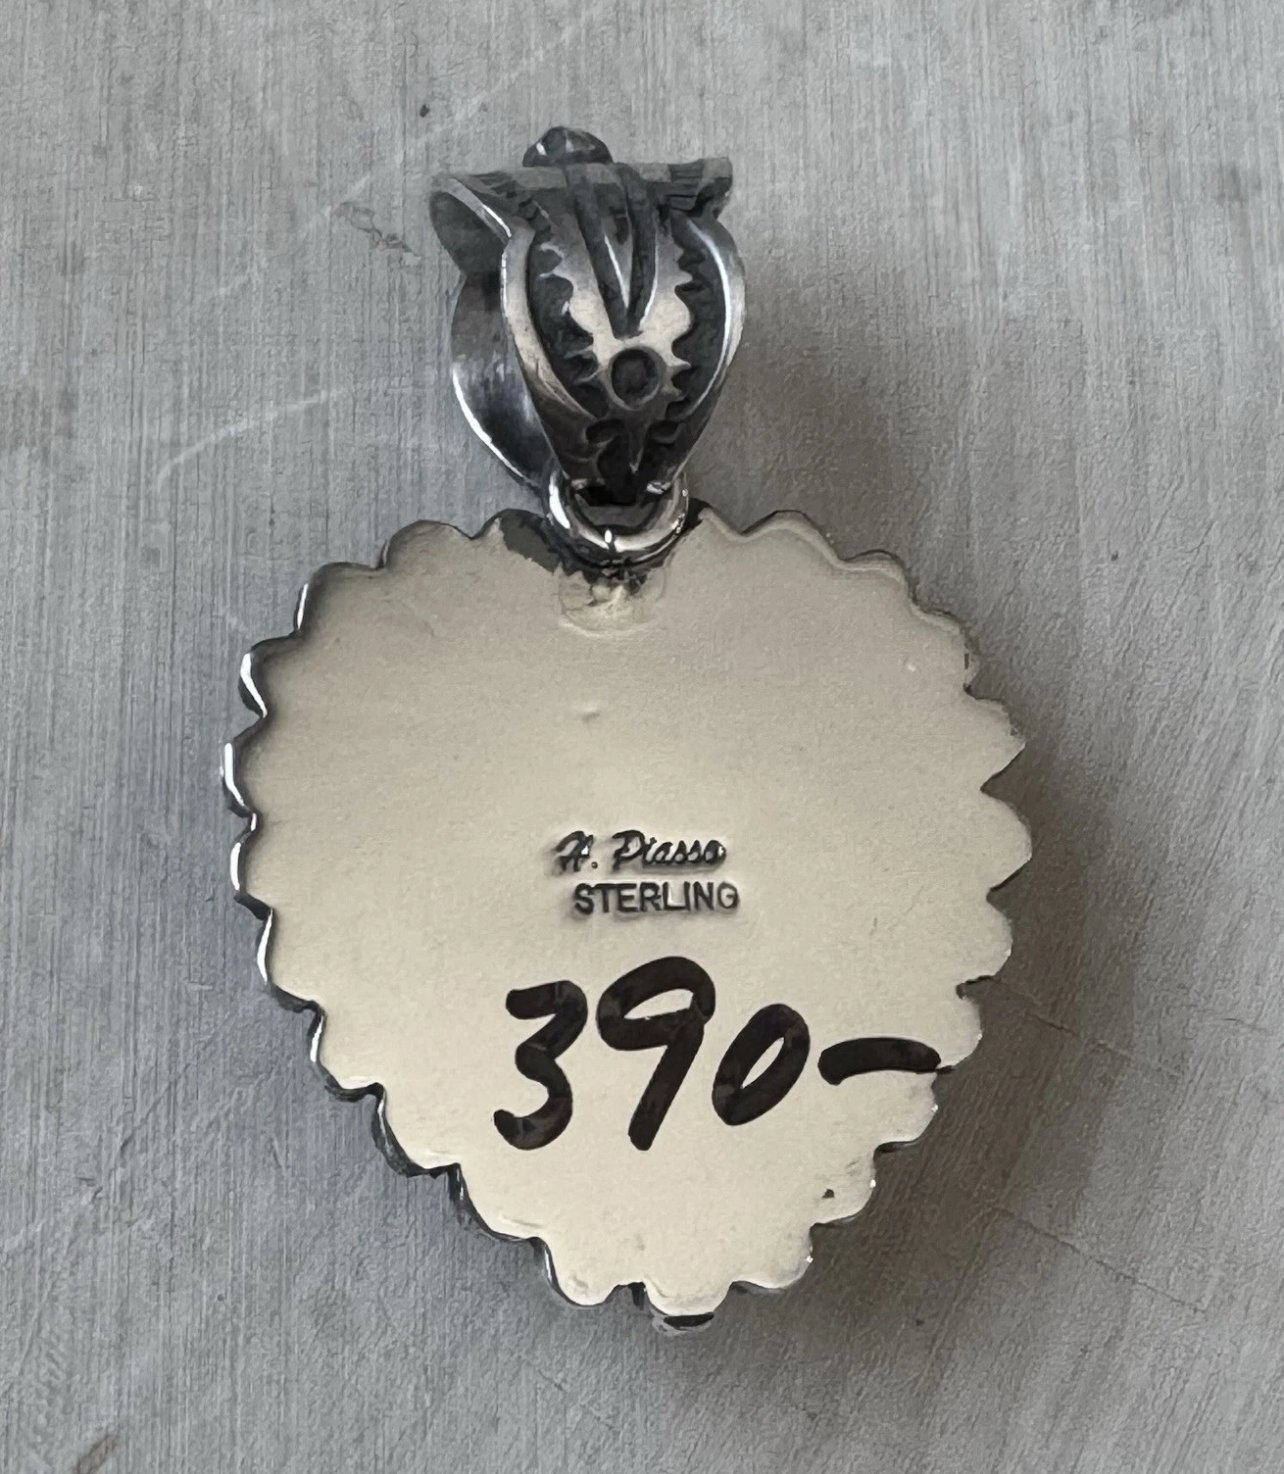 H. Piasso
STERLING
390-